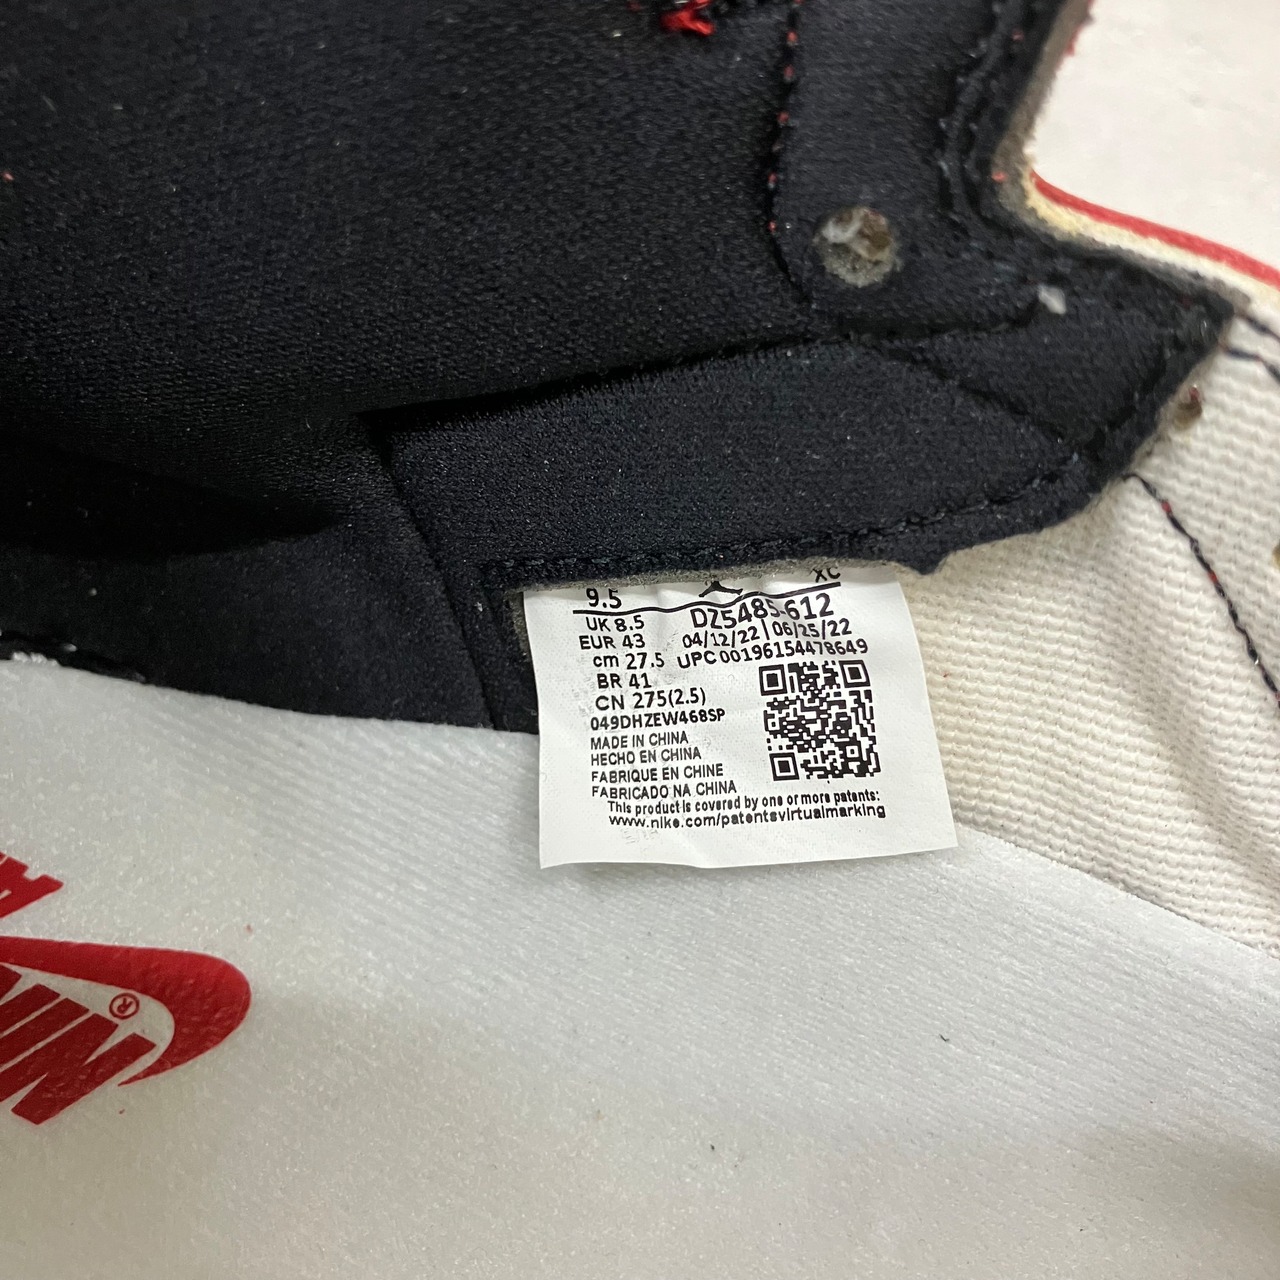 9.5 XC
UK 8.5 DZ5485-612
EUR 43 04/12/22 | 06/25/22
cm 27.5 UPC 00196154478649
BR 41
CN 275(2.5)
049DHZEW468SP
MADE IN CHINA
HECHO EN CHINA
FABRIQUE EN CHINE
FABRICADO NA CHINA
This product is covered by one or more patents:
www.nike.com/patentsvirtualmarking
®